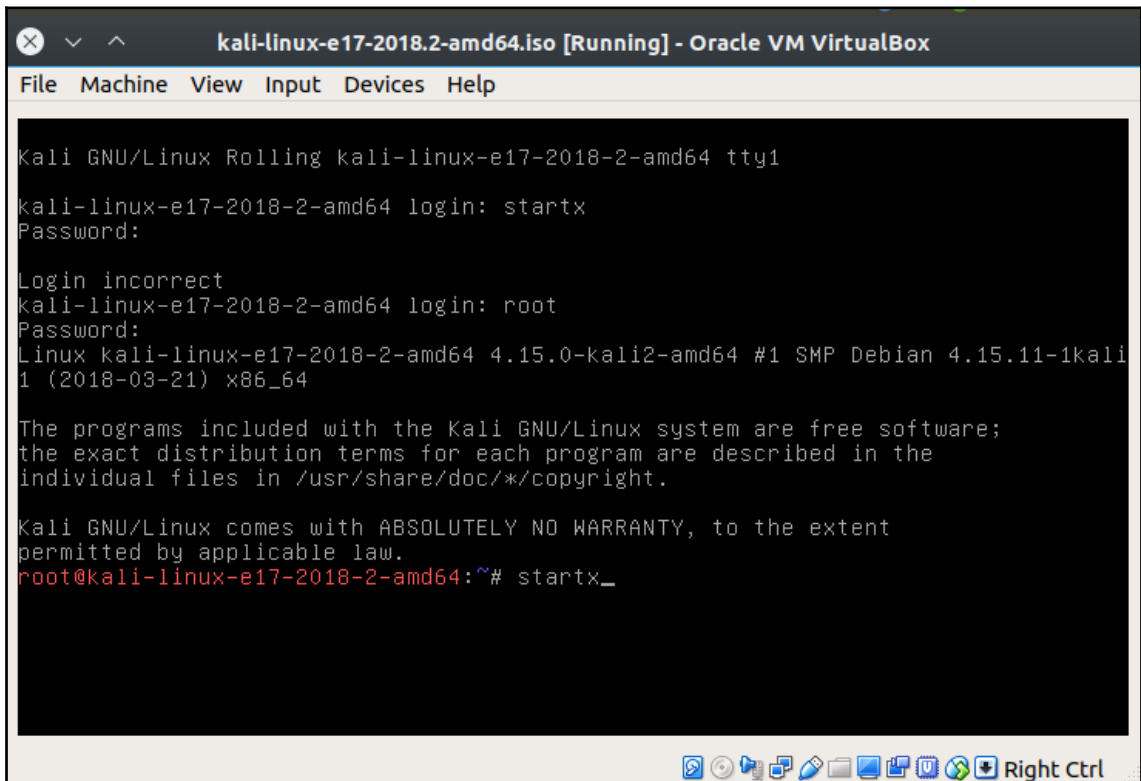 kali-linux-e17-2018.2-amd64.iso [Running] - Oracle VM VirtualBox
File Machine View Input Devices Help
Kali GNU/Linux Rolling kali-linux-e17-2018-2-amd64 tty1
kali-linux-e17-2018-2-amd64 login: startx
Password:
Login incorrect
kali-linux-e17-2018-2-amd64 login: root
Password:
Linux kali-linux-e17-2018-2-amd64 4.15.0-kali2-amd64 #1 SMP Debian 4.15.11-1kali
1 (2018-03-21) x86_64
The programs included with the Kali GNU/Linux system are free software;
the exact distribution terms for each program are described in the
individual files in /usr/share/doc/*/copyright.
Kali GNU/Linux comes with ABSOLUTELY NO WARRANTY, to the extent
permitted by applicable law.
root@kali-linux-e17-2018-2-amd64:~# startx_
Right Ctrl